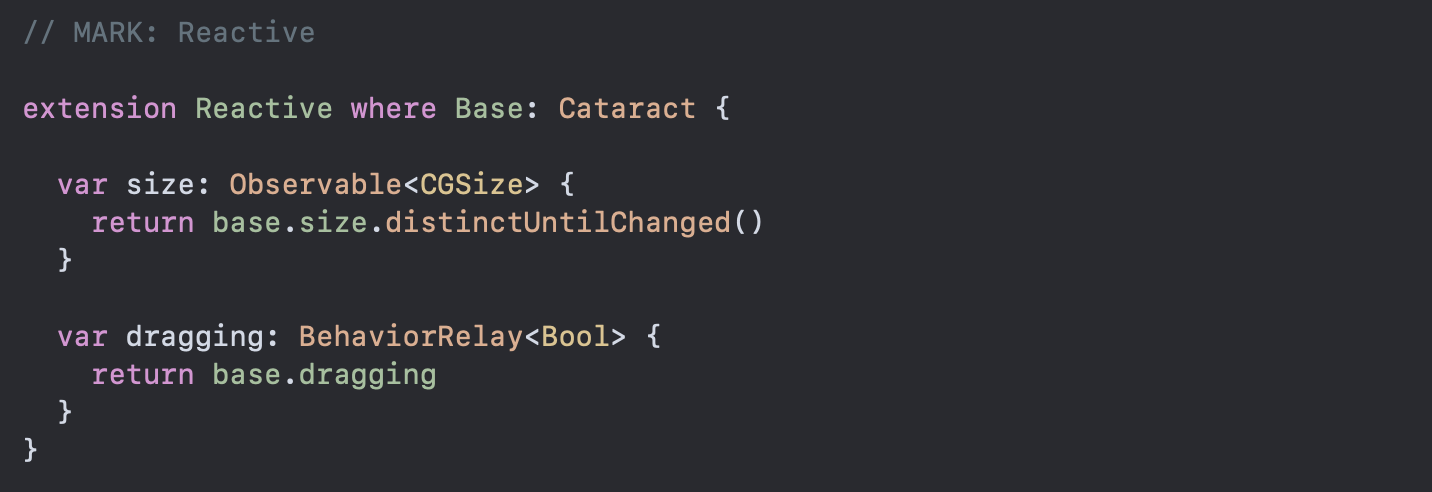 // MARK: Reactive
extension Reactive where Base: Cataract {
  var size: Observable<CGSize> {
    return base.size.distinctUntilChanged()
  }
  var dragging: BehaviorRelay<Bool> {
    return base.dragging
  }
}